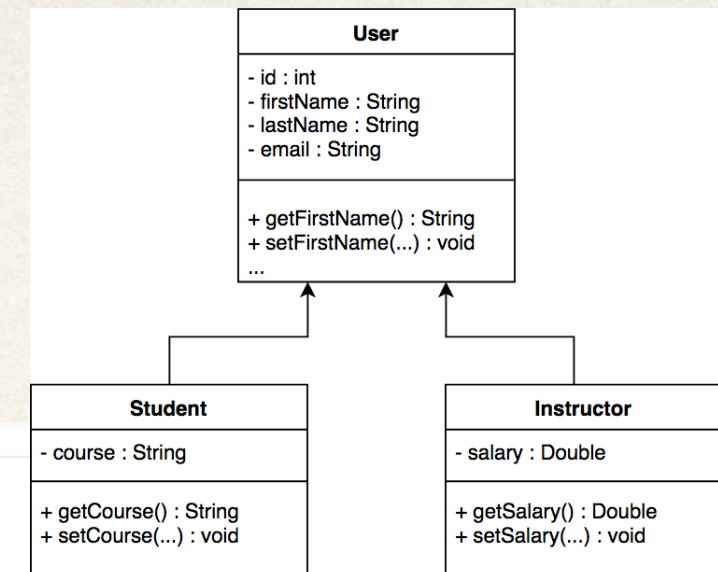 User
- id : int
- firstName : String
- lastName : String
- email : String
+ getFirstName() : String
+ setFirstName(...) : void
...
Student
- course : String
+ getCourse() : String
+ setCourse(...) : void
Instructor
- salary : Double
+ getSalary() : Double
+ setSalary(...) : void